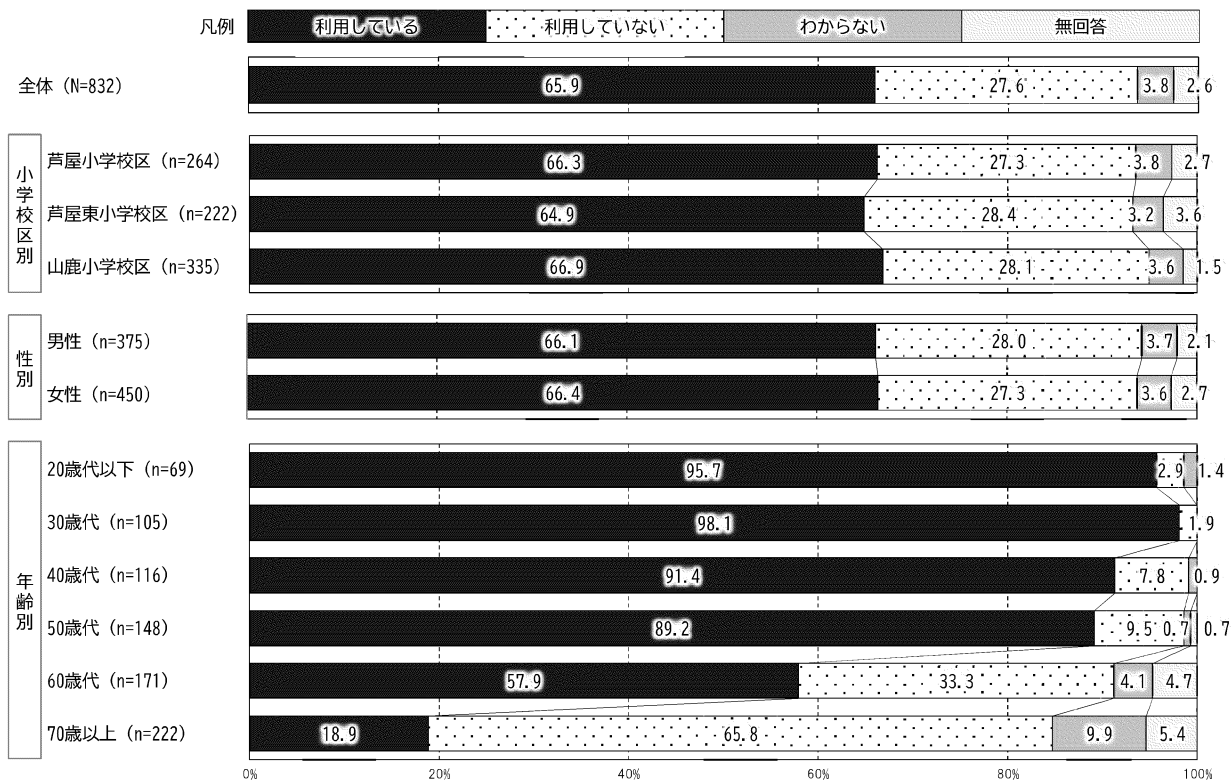 凡例 利用している 利用していない わからない 無回答
全体（N=832） 65.9 27.6 3.8 2.6
小学校区別
芦屋小学校区（n=264） 66.3 27.3 3.8 2.7
芦屋東小学校区（n=222） 64.9 28.4 3.2 3.6
山鹿小学校区（n=335） 66.9 28.1 3.6 1.5
性別
男性（n=375） 66.1 28.0 3.7 2.1
女性（n=450） 66.4 27.3 3.6 2.7
年齢別
20歳代以下（n=69） 95.7 2.9 1.4
30歳代（n=105） 98.1 1.9
40歳代（n=116） 91.4 7.8 0.9
50歳代（n=148） 89.2 9.5 0.7 0.7
60歳代（n=171） 57.9 33.3 4.1 4.7
70歳以上（n=222） 18.9 65.8 9.9 5.4
0% 20% 40% 60% 80% 100%